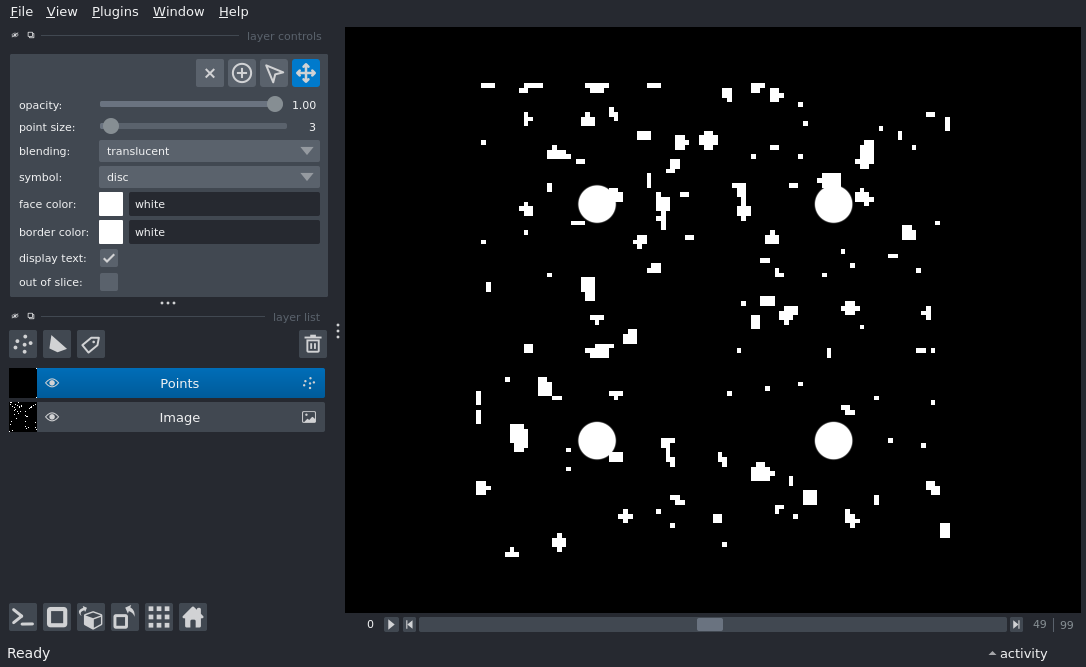 File View Plugins Window Help
layer controls
opacity: 1.00
point size: 3
blending: translucent
symbol: disc
face color: white
border color: white
display text:
out of slice:
layer list
Points
Image
0 49 | 99
Ready activity